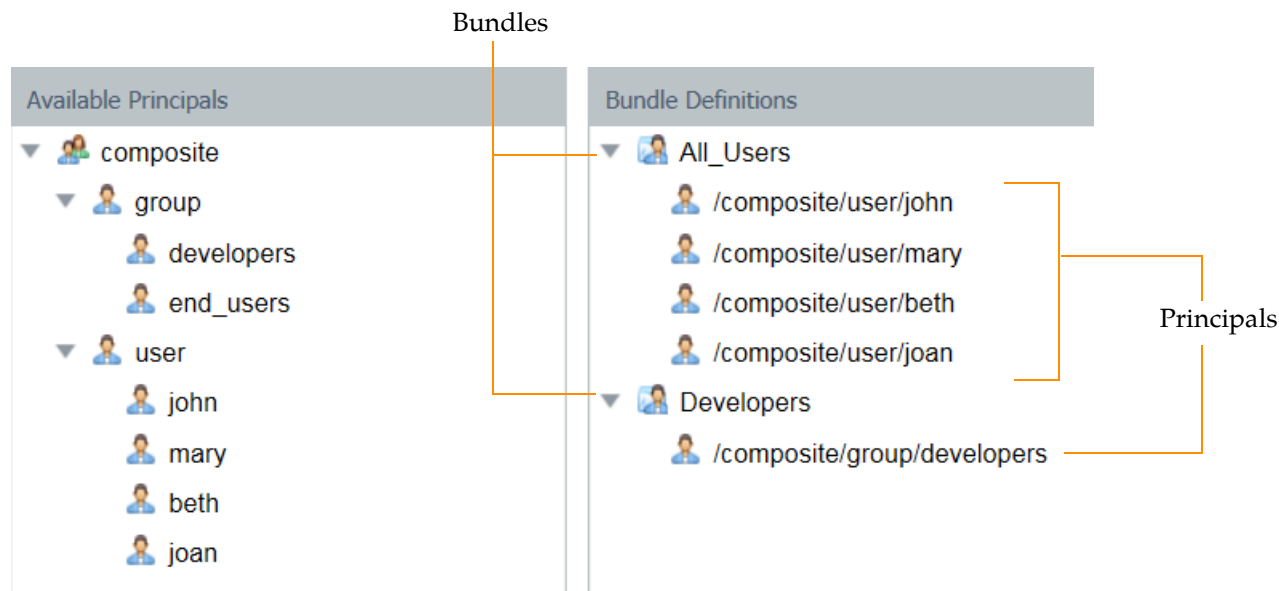 Bundles
Available Principals
composite
group
developers
end_users
user
john
mary
beth
joan
Bundle Definitions
All_Users
/composite/user/john
/composite/user/mary
/composite/user/beth
/composite/user/joan
Developers
/composite/group/developers
Principals